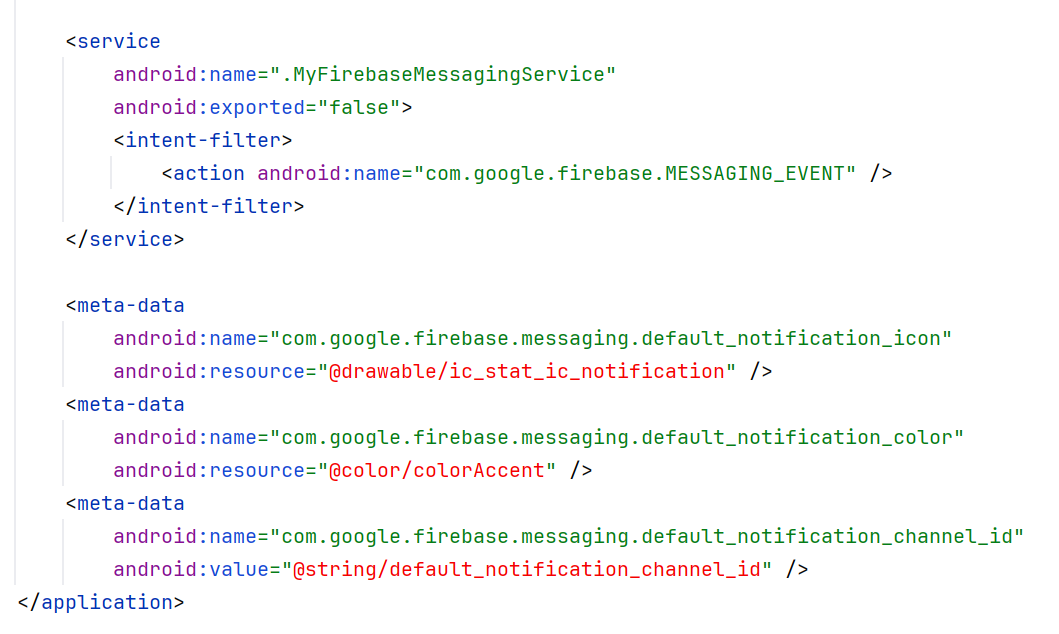 <service
android:name=".MyFirebaseMessagingService"
android:exported="false">
<intent-filter>
<action android:name="com.google.firebase.MESSAGING_EVENT" />
</intent-filter>
</service>
<meta-data
android:name="com.google.firebase.messaging.default_notification_icon"
android:resource="@drawable/ic_stat_ic_notification" />
<meta-data
android:name="com.google.firebase.messaging.default_notification_color"
android:resource="@color/colorAccent" />
<meta-data
android:name="com.google.firebase.messaging.default_notification_channel_id"
android:value="@string/default_notification_channel_id" />
</application>